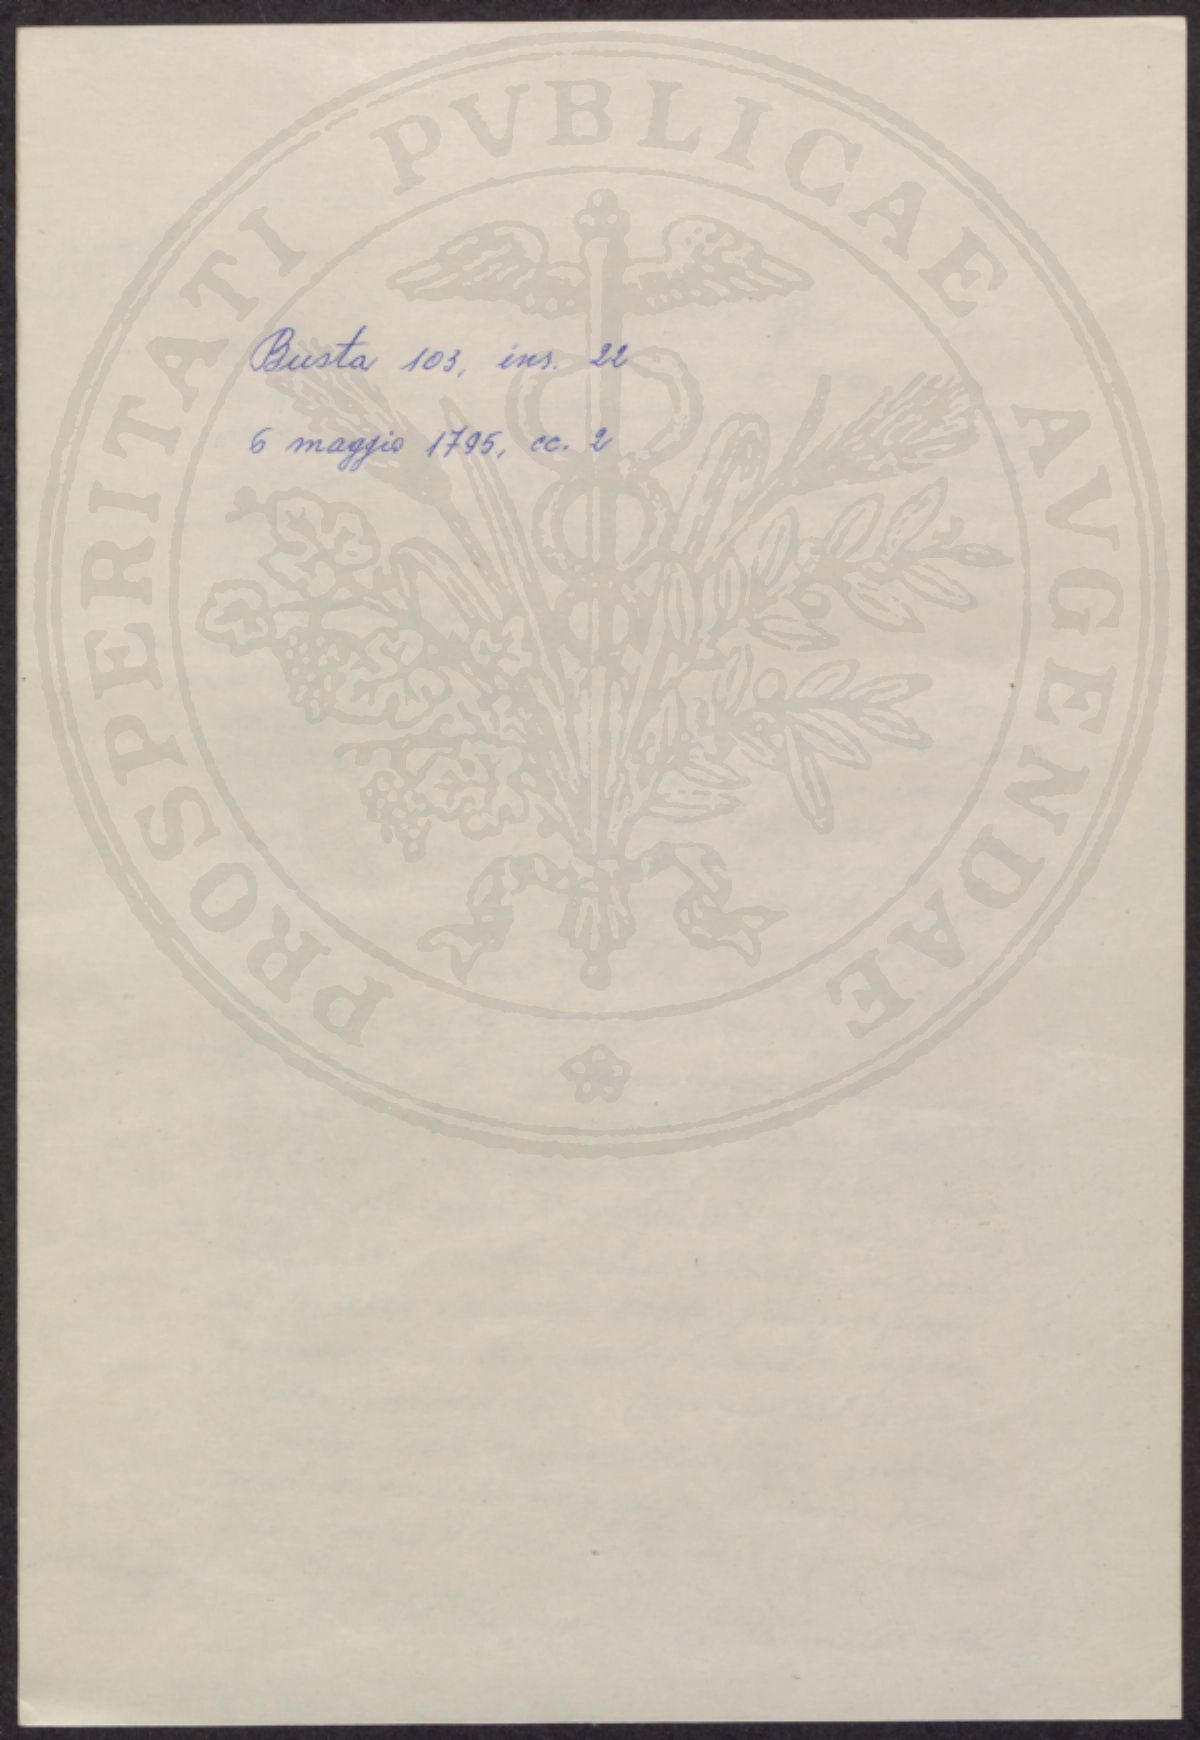 Busta 103, ins. 22
6 maggio 1795, cc. 2
PROSPERITATI PVBLICAE AVGENDAE